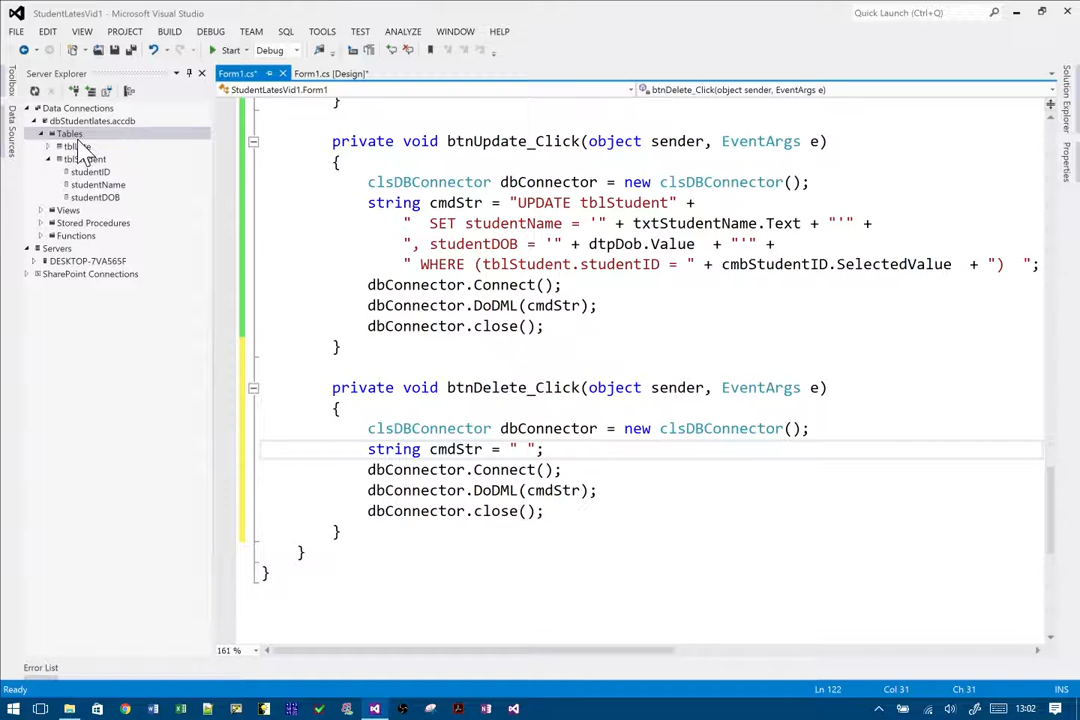 StudentLatesVid1 - Microsoft Visual Studio
Quick Launch (Ctrl+Q)
FILE EDIT VIEW PROJECT BUILD DEBUG TEAM SQL TOOLS TEST ANALYZE WINDOW HELP
Start Debug
Toolbox
Data Sources
Server Explorer
Data Connections
dbStudentlates.accdb
Tables
studentID
studentName
studentDOB
Views
Stored Procedures
Functions
Servers
DESKTOP-7VA565F
SharePoint Connections
Form1.cs* Form1.cs [Design]*
StudentLatesVid1.Form1 btnDelete_Click(object sender, EventArgs e)
}
private void btnUpdate_Click(object sender, EventArgs e)
{
clsDBConnector dbConnector = new clsDBConnector();
string cmdStr = "UPDATE tblStudent" +
"  SET studentName = '" + txtStudentName.Text + "'" +
", studentDOB = '" + dtpDob.Value  + "'" +
" WHERE (tblStudent.studentID = " + cmbStudentID.SelectedValue  + ")  ";
dbConnector.Connect();
dbConnector.DoDML(cmdStr);
dbConnector.close();
}
private void btnDelete_Click(object sender, EventArgs e)
{
clsDBConnector dbConnector = new clsDBConnector();
string cmdStr = " ";
dbConnector.Connect();
dbConnector.DoDML(cmdStr);
dbConnector.close();
}
}
}
Solution Explorer
Properties
161 %
Error List
Ready Ln 122 Col 31 Ch 31 INS
13:02